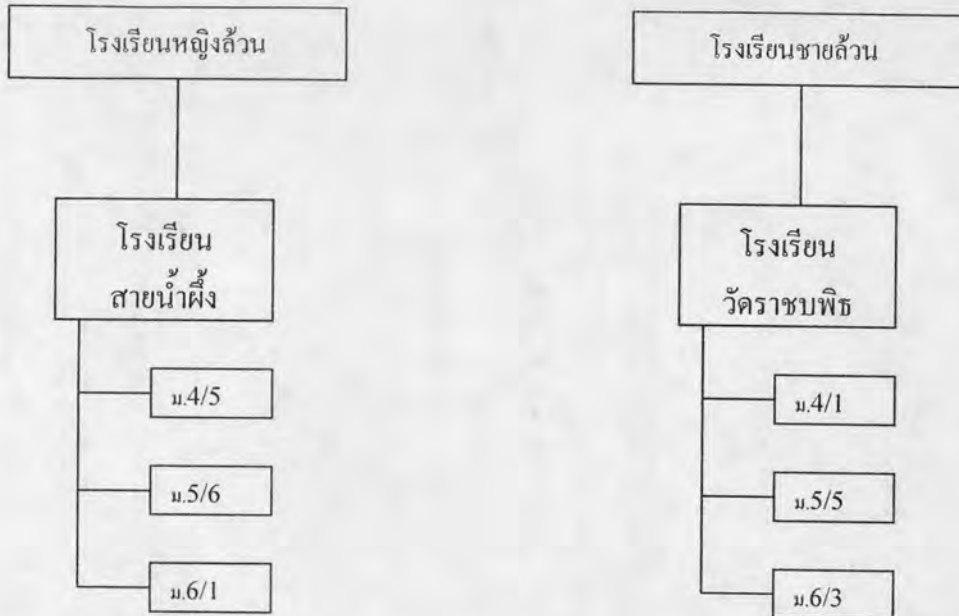 โรงเรียนหญิงล้วน
โรงเรียน
สายน้ำผึ้ง
ม.4/5
ม.5/6
ม.6/1
โรงเรียนชายล้วน
โรงเรียน
วัดราชบพิธ
ม.4/1
ม.5/5
ม.6/3